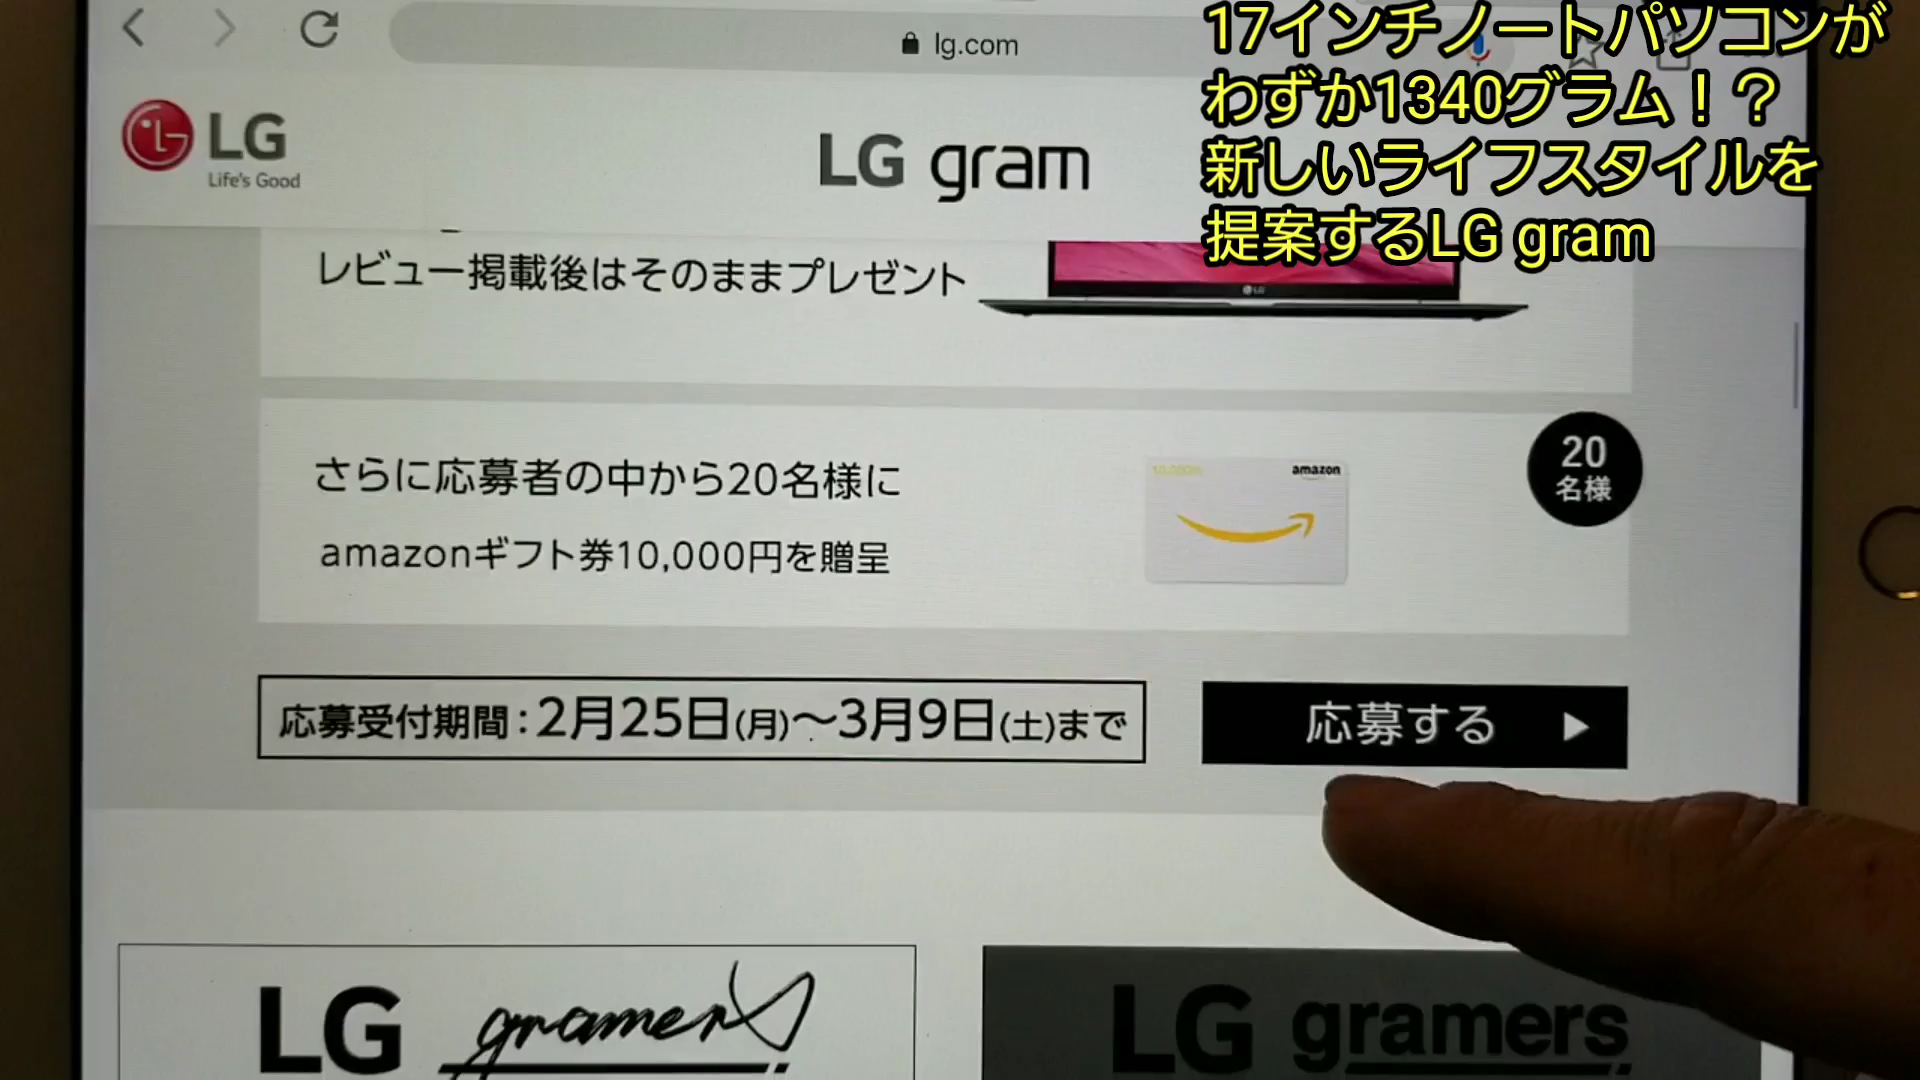 lg.com
17インチノートパソコンが
わずか1340グラム！？
新しいライフスタイルを
提案するLG gram
LG
Life's Good
LG gram
レビュー掲載後はそのままプレゼント
LG
さらに応募者の中から20名様に
amazonギフト券10,000円を贈呈
amazon
20
名様
応募受付期間：2月25日(月)～3月9日(土)まで
応募する
LG gramers
LG gramers